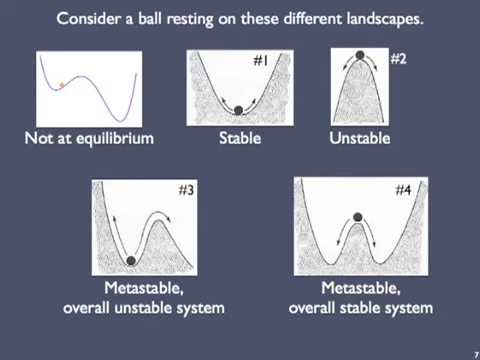 Consider a ball resting on these different landscapes.
#1
#2
Not at equilibrium
Stable
Unstable
#3
#4
Metastable,
overall unstable system
Metastable,
overall stable system
7